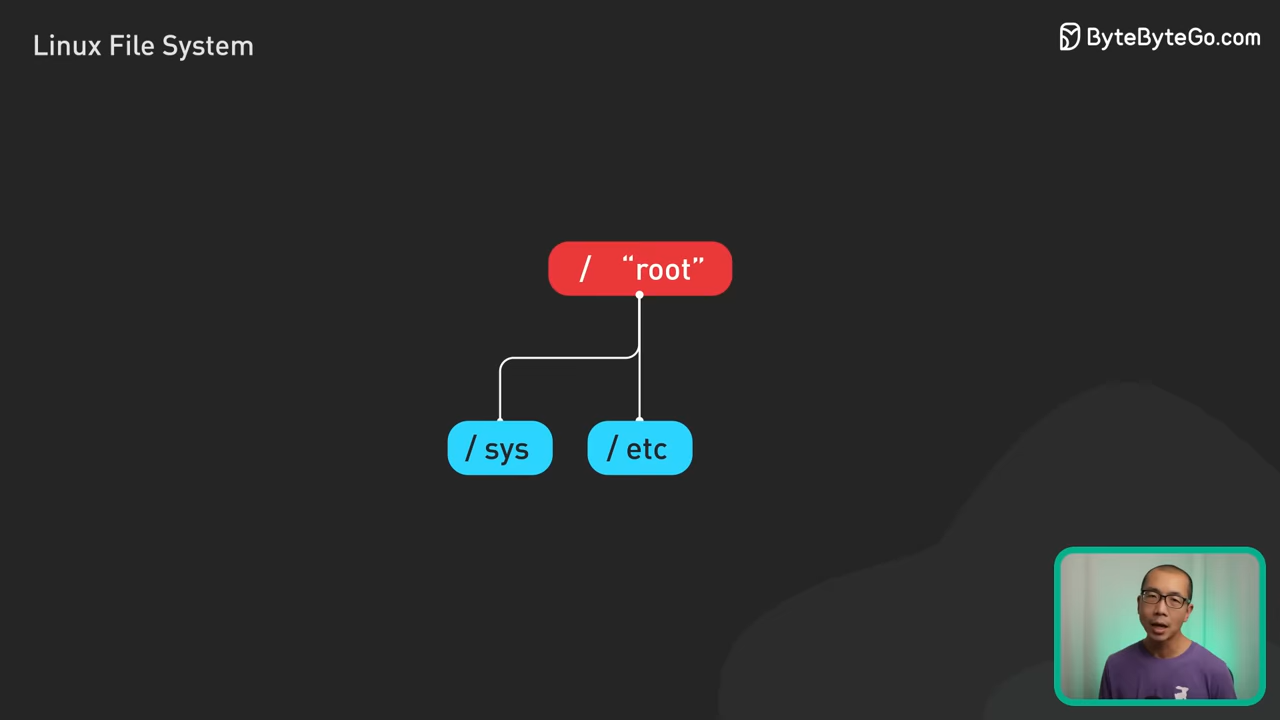 Linux File System
ByteByteGo.com
/ “root”
/ sys
/ etc